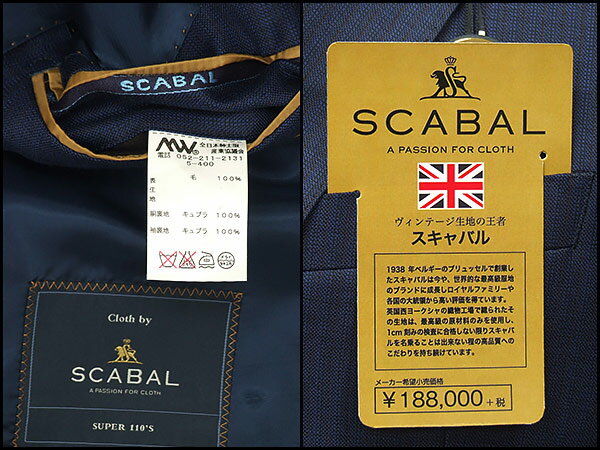 SCABAL
MW®
全日本紳士服
産業協議会
電話 052-211-2131
5-400
表生地 毛 100%
胴裏地 キュプラ 100%
袖裏地 キュプラ 100%
Cloth by
SCABAL
A PASSION FOR CLOTH
SUPER 110'S
SCABAL
A PASSION FOR CLOTH
ヴィンテージ生地の王者
スキャバル
1938 年ベルギーのブリュッセルで創業し
たスキャバルは今や、世界的な最高級服地
のブランドに成長しロイヤルファミリーや
各国の大統領から高い評価を得ています。
英国西ヨークシャの織物工場で織られたそ
の生地は、最高級の原材料のみを使用し、
1cm 刻みの検査に合格しない限りスキャバ
ルを名乗ることは出来ない程の高品質への
こだわりを持ち続けています。
メーカー希望小売価格
¥188,000+税